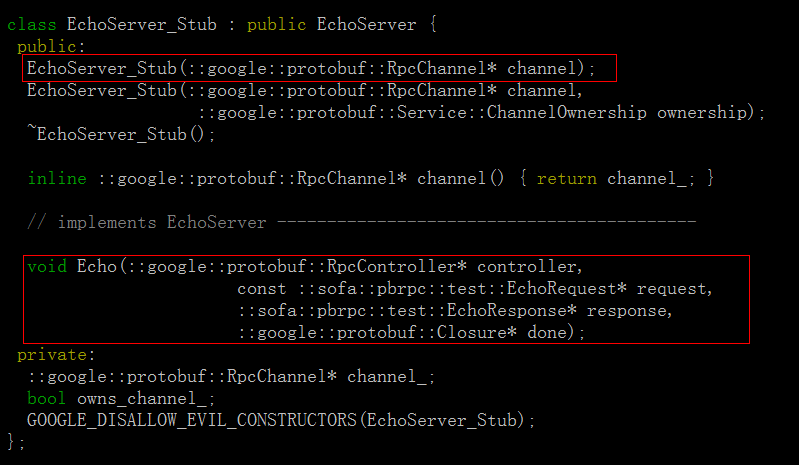 class EchoServer_Stub : public EchoServer {
 public:
  EchoServer_Stub(::google::protobuf::RpcChannel* channel);
  EchoServer_Stub(::google::protobuf::RpcChannel* channel,
                   ::google::protobuf::Service::ChannelOwnership ownership);
  ~EchoServer_Stub();

  inline ::google::protobuf::RpcChannel* channel() { return channel_; }

  // implements EchoServer ------------------------------------------

  void Echo(::google::protobuf::RpcController* controller,
                       const ::sofa::pbrpc::test::EchoRequest* request,
                       ::sofa::pbrpc::test::EchoResponse* response,
                       ::google::protobuf::Closure* done);
 private:
  ::google::protobuf::RpcChannel* channel_;
  bool owns_channel_;
  GOOGLE_DISALLOW_EVIL_CONSTRUCTORS(EchoServer_Stub);
};